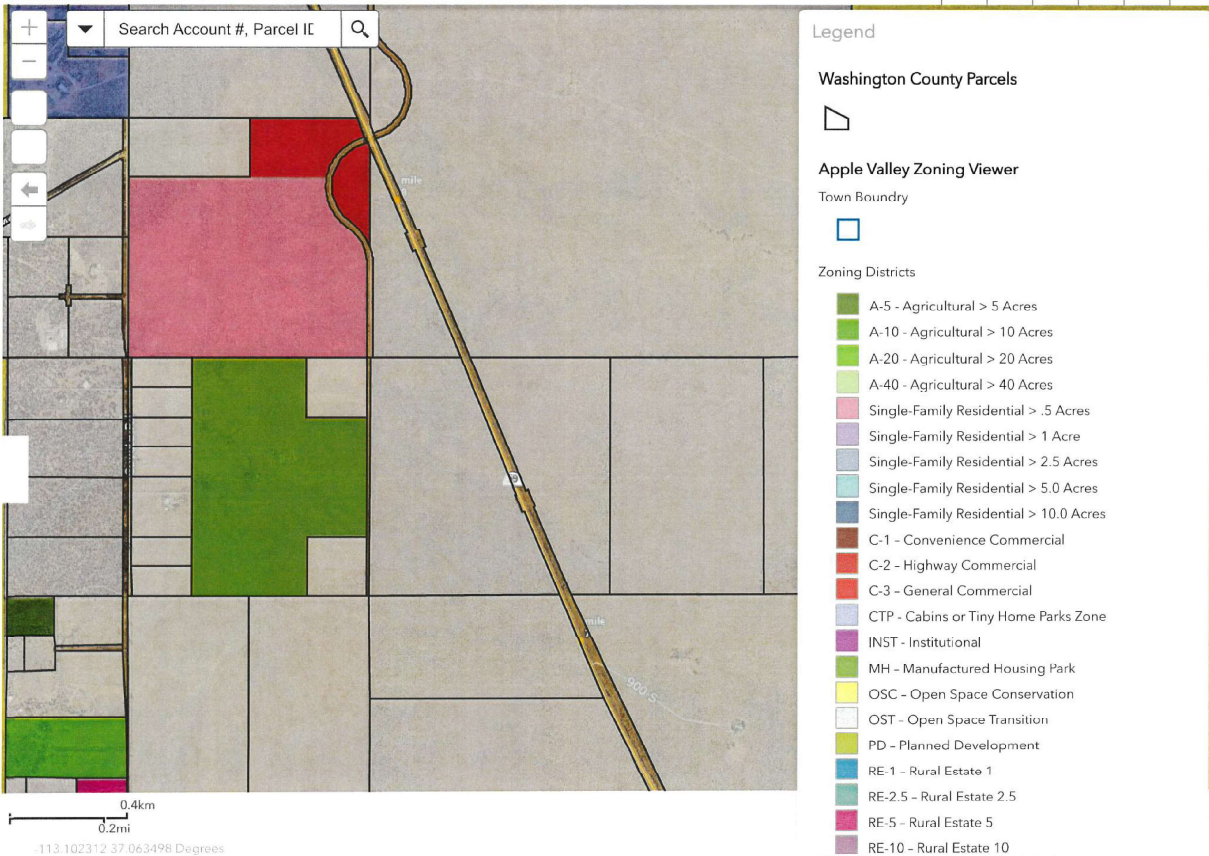 +
Search Account #, Parcel ID
−
mile
mile
900 S
0.4km
0.2mi
-113.102312 37.063498 Degrees
Legend
Washington County Parcels
Apple Valley Zoning Viewer
Town Boundry
Zoning Districts
A-5 - Agricultural > 5 Acres
A-10 - Agricultural > 10 Acres
A-20 - Agricultural > 20 Acres
A-40 - Agricultural > 40 Acres
Single-Family Residential > .5 Acres
Single-Family Residential > 1 Acre
Single-Family Residential > 2.5 Acres
Single-Family Residential > 5.0 Acres
Single-Family Residential > 10.0 Acres
C-1 – Convenience Commercial
C-2 – Highway Commercial
C-3 – General Commercial
CTP - Cabins or Tiny Home Parks Zone
INST - Institutional
MH – Manufactured Housing Park
OSC – Open Space Conservation
OST – Open Space Transition
PD – Planned Development
RE-1 – Rural Estate 1
RE-2.5 – Rural Estate 2.5
RE-5 – Rural Estate 5
RE-10 – Rural Estate 10